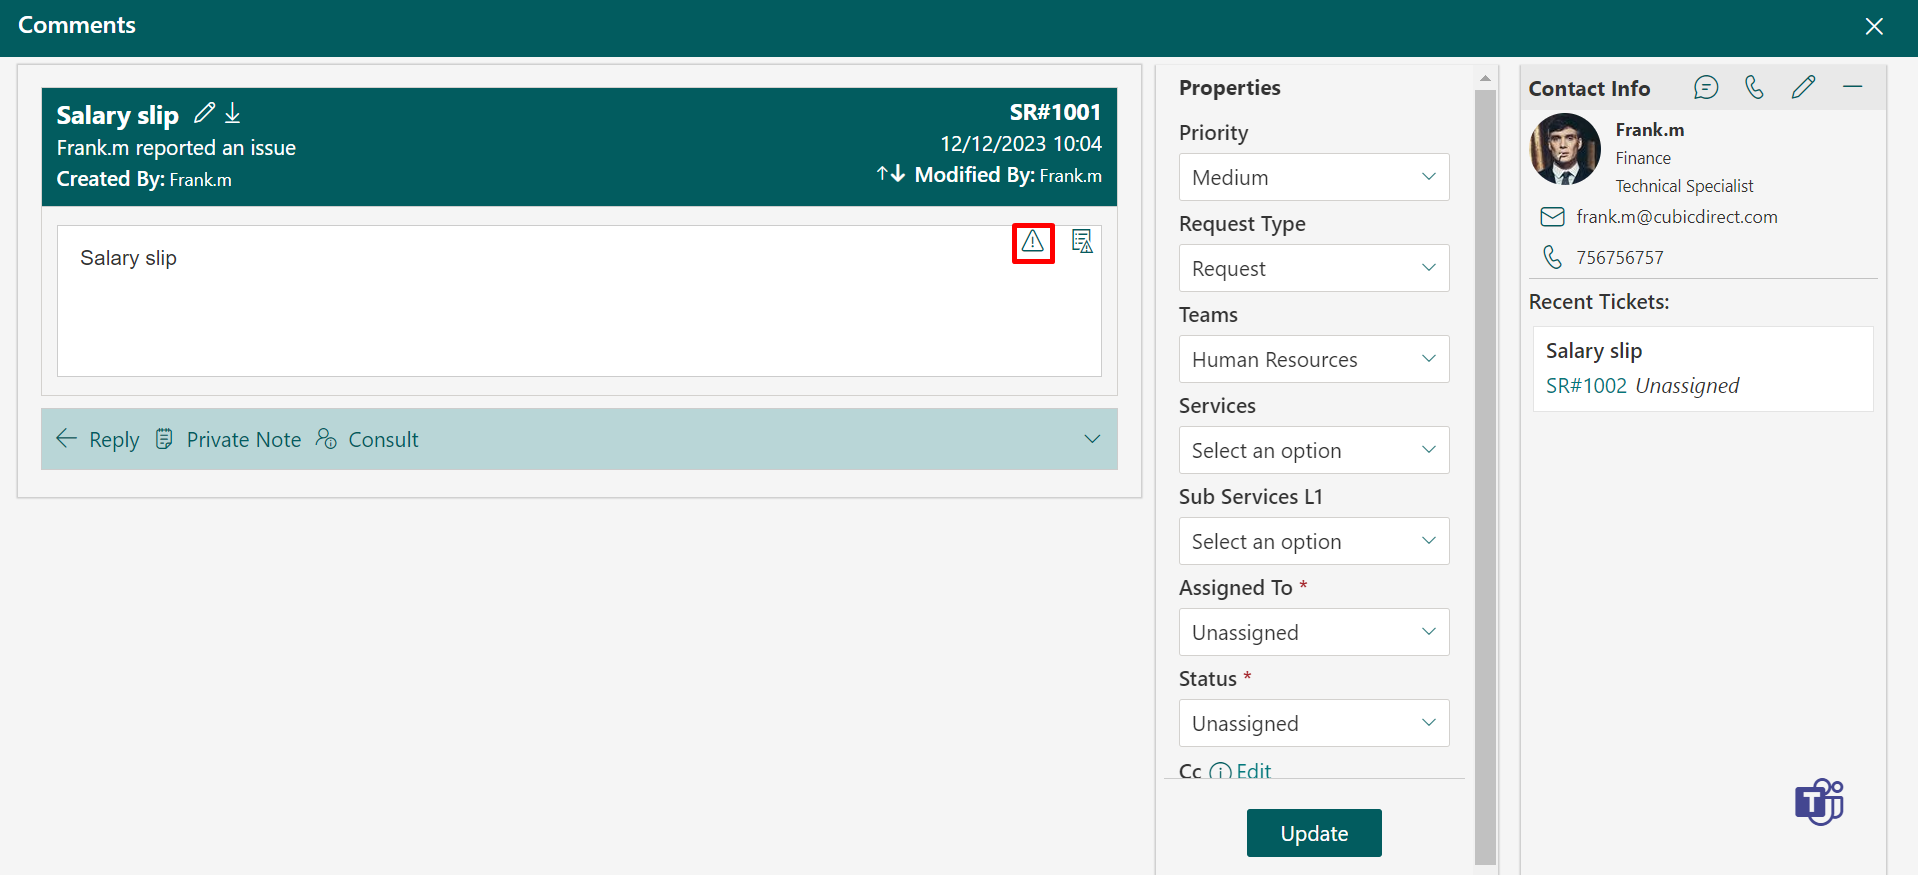 Comments
Salary slip
SR#1001
Frank.m reported an issue
12/12/2023 10:04
Created By: Frank.m
Modified By: Frank.m
Salary slip
Reply Private Note Consult
Properties
Priority
Medium
Request Type
Request
Teams
Human Resources
Services
Select an option
Sub Services L1
Select an option
Assigned To *
Unassigned
Status *
Unassigned
Cc Edit
Update
Contact Info
Frank.m
Finance
Technical Specialist
frank.m@cubicdirect.com
756756757
Recent Tickets:
Salary slip
SR#1002 Unassigned
T